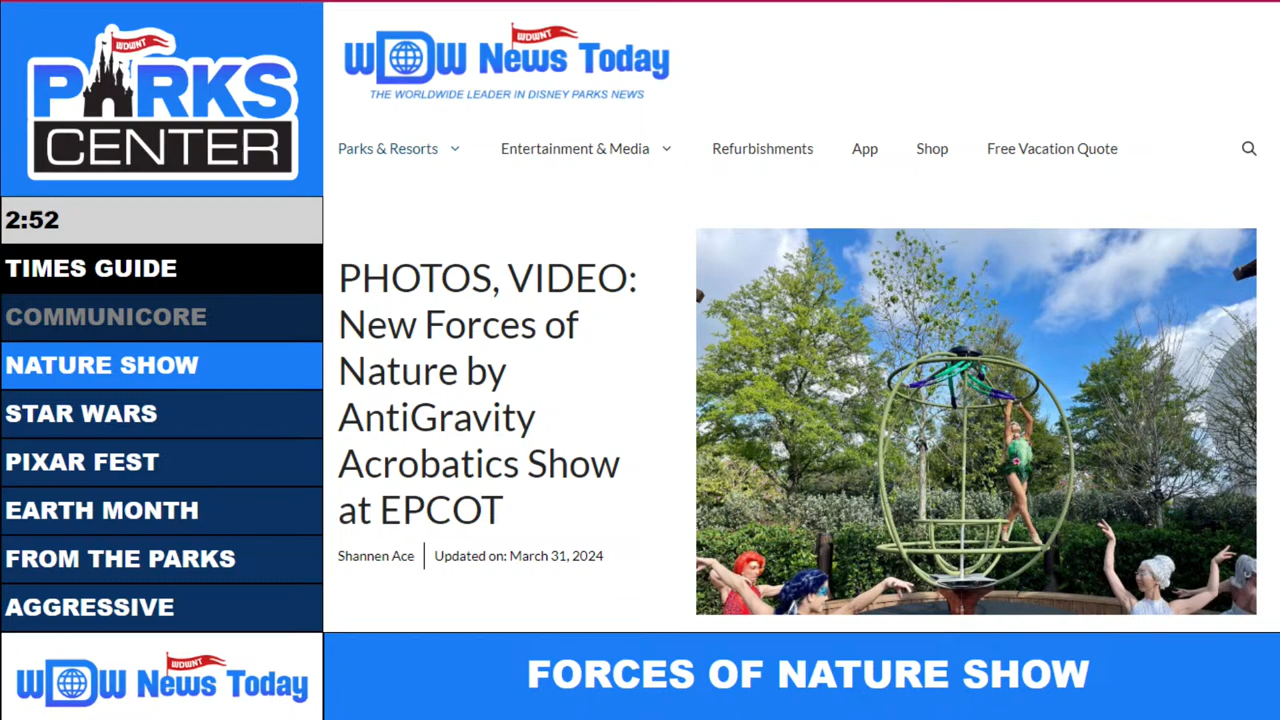 WDWNT
PARKS
CENTER
2:52
TIMES GUIDE
COMMUNICORE
NATURE SHOW
STAR WARS
PIXAR FEST
EARTH MONTH
FROM THE PARKS
AGGRESSIVE
WDWNT
WDW News Today
WDWNT
WDW News Today
THE WORLDWIDE LEADER IN DISNEY PARKS NEWS
Parks & Resorts Entertainment & Media Refurbishments App Shop Free Vacation Quote
PHOTOS, VIDEO:
New Forces of
Nature by
AntiGravity
Acrobatics Show
at EPCOT
Shannen Ace Updated on: March 31, 2024
FORCES OF NATURE SHOW